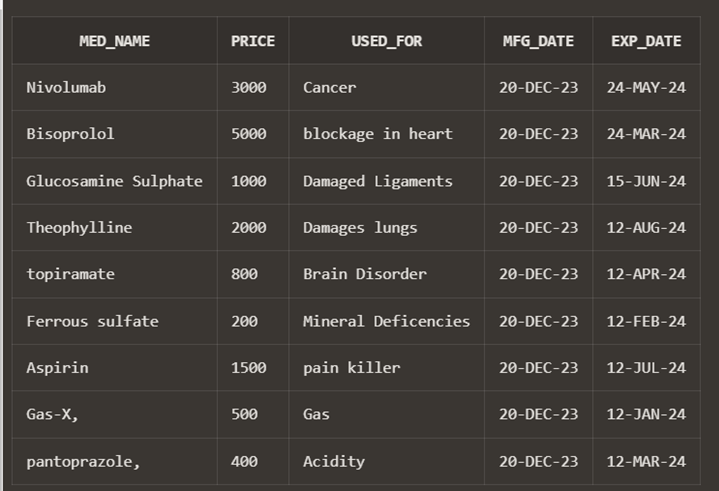 MED_NAME PRICE USED_FOR MFG_DATE EXP_DATE
Nivolumab 3000 Cancer 20-DEC-23 24-MAY-24
Bisoprolol 5000 blockage in heart 20-DEC-23 24-MAR-24
Glucosamine Sulphate 1000 Damaged Ligaments 20-DEC-23 15-JUN-24
Theophylline 2000 Damages lungs 20-DEC-23 12-AUG-24
topiramate 800 Brain Disorder 20-DEC-23 12-APR-24
Ferrous sulfate 200 Mineral Deficencies 20-DEC-23 12-FEB-24
Aspirin 1500 pain killer 20-DEC-23 12-JUL-24
Gas-X, 500 Gas 20-DEC-23 12-JAN-24
pantoprazole, 400 Acidity 20-DEC-23 12-MAR-24